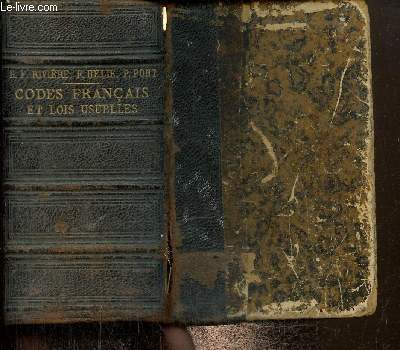 Le-livre.com
H. F. RIVIÈRE, F. HÉLIE, P. PONT
CODES FRANÇAIS
ET LOIS USUELLES